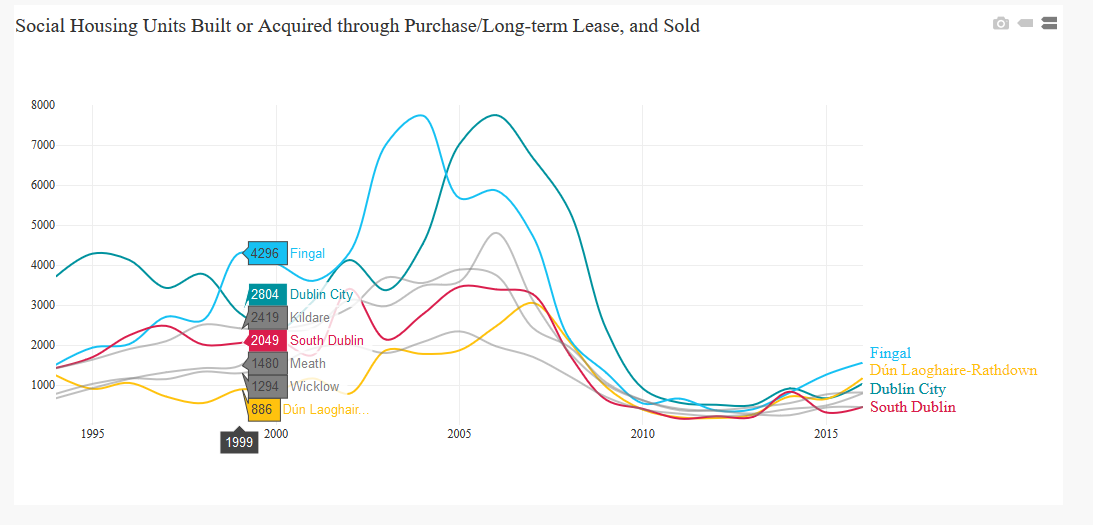 Social Housing Units Built or Acquired through Purchase/Long-term Lease, and Sold
8000
7000
6000
5000
4000
3000
2000
1000
4296 Fingal
2804 Dublin City
2419 Kildare
2049 South Dublin
1480 Meath
1294 Wicklow
886 Dún Laoghair...
Fingal
Dún Laoghaire-Rathdown
Dublin City
South Dublin
1995 2000 2005 2010 2015
1999